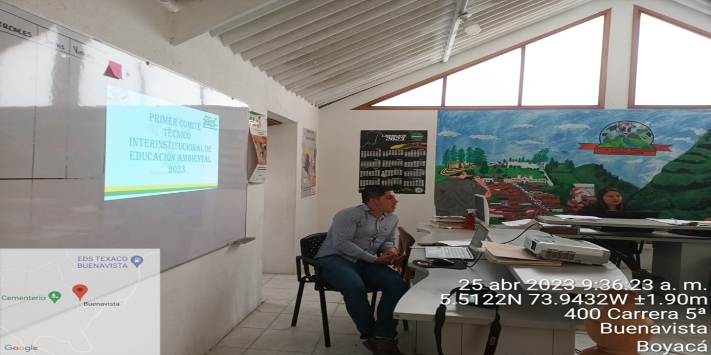 PRIMER COMITÉ
TÉCNICO
INTERINSTITUCIONAL DE
EDUCACIÓN AMBIENTAL
2023
2023
EDS TEXACO
BUENAVISTA
Cementerio
Buenavista
Google
25 abr 2023 9:36:23 a. m.
5.5122N 73.9432W ±1.90m
400 Carrera 5ª
Buenavista
Boyacá